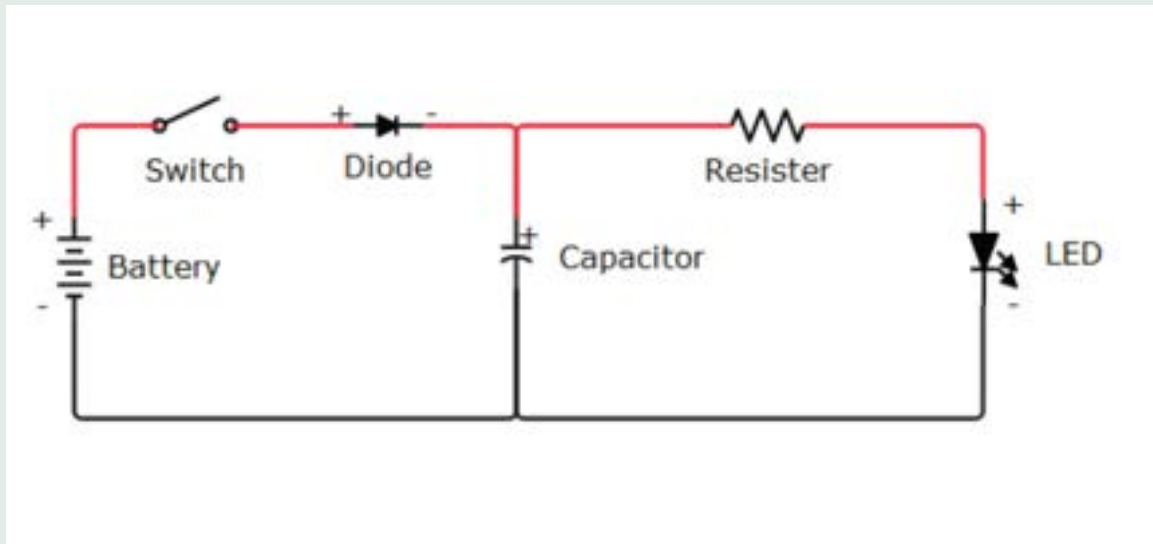 + -
Switch
Diode
Resister
+
Battery
-
+
Capacitor
+
LED
-